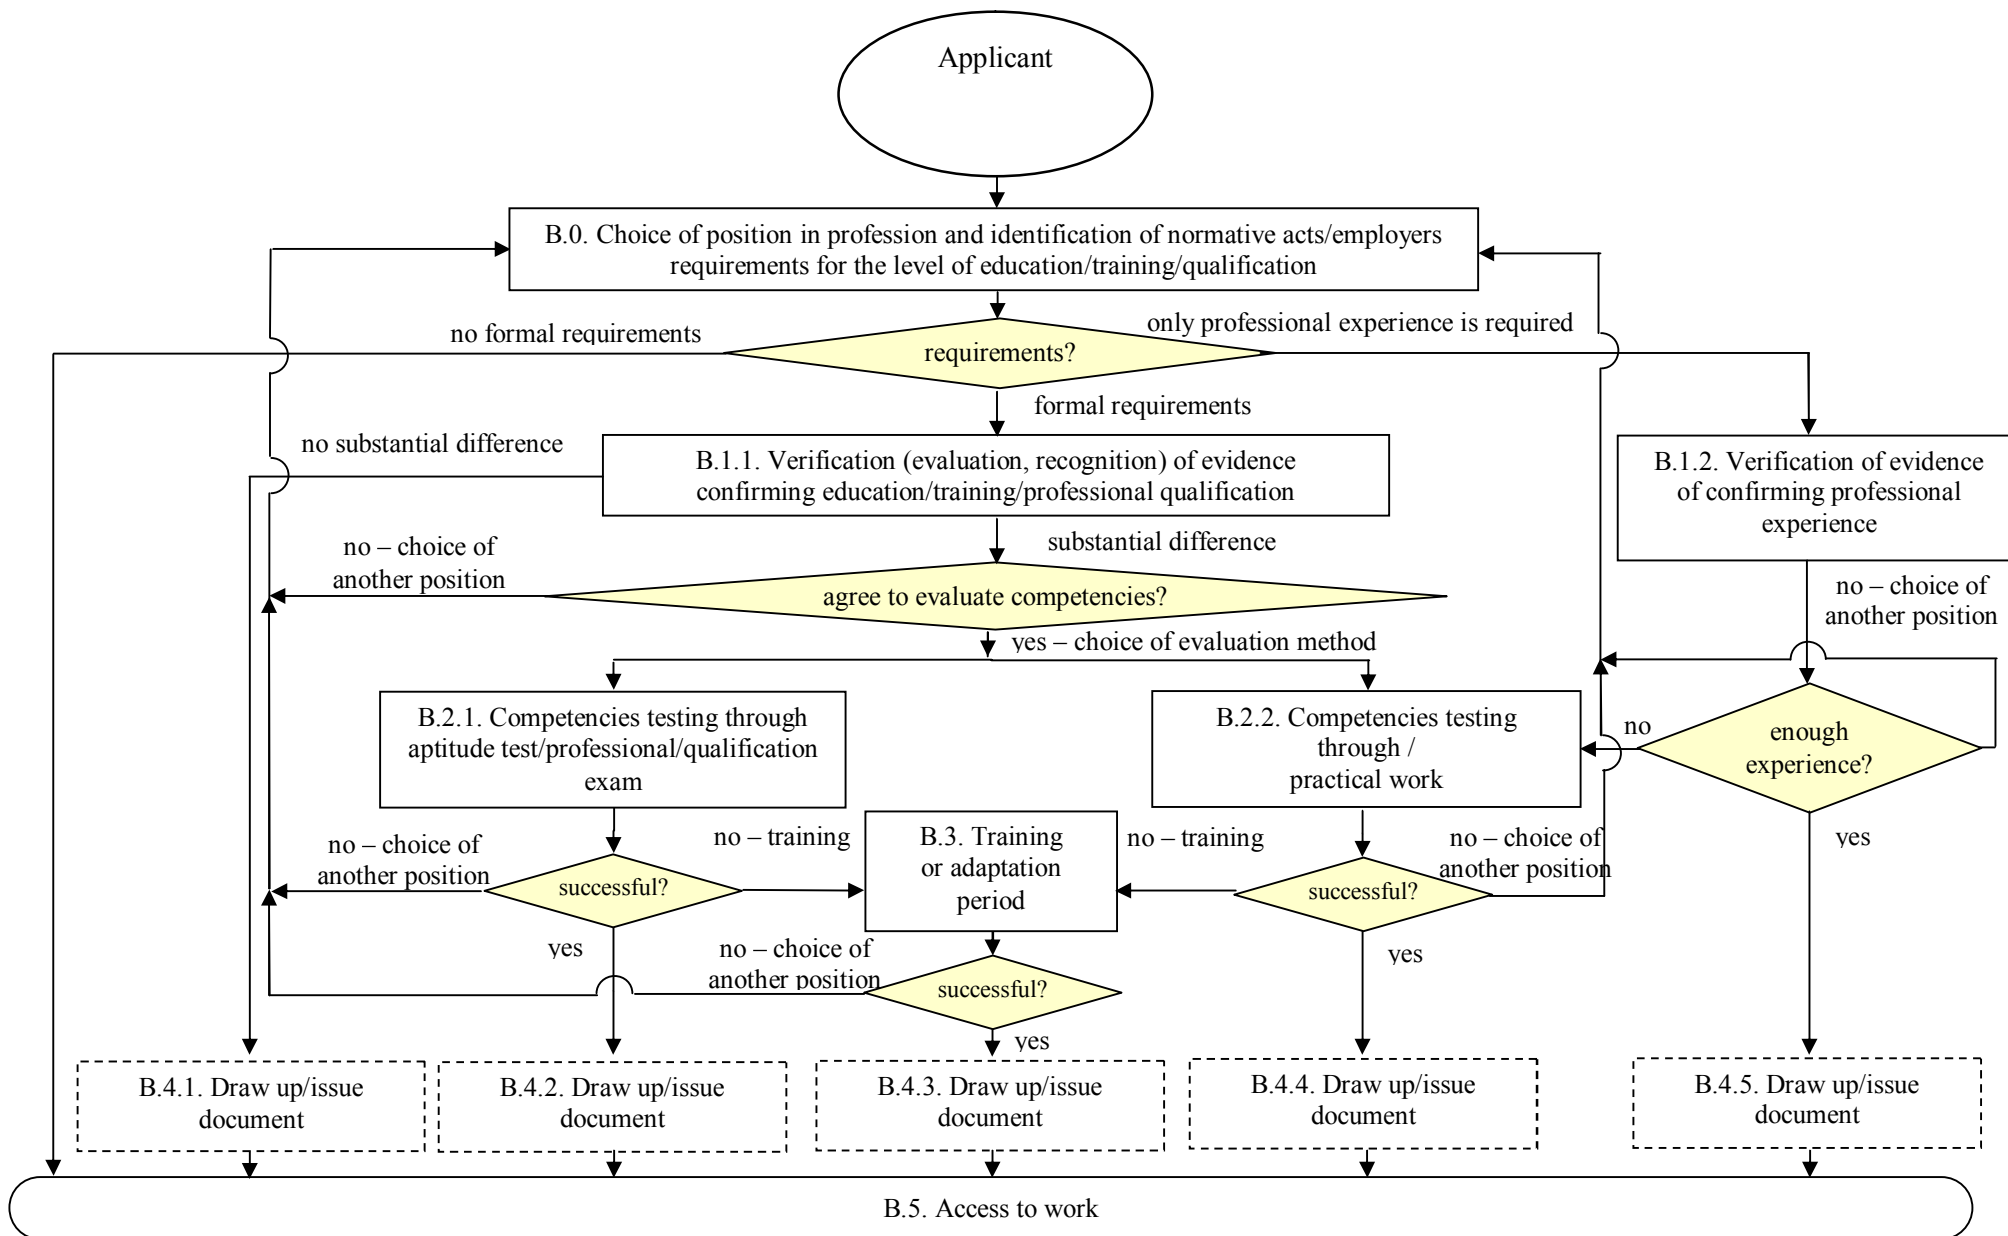 Applicant
B.0. Choice of position in profession and identification of normative acts/employers
requirements for the level of education/training/qualification
no formal requirements
only professional experience is required
requirements?
formal requirements
no substantial difference
B.1.1. Verification (evaluation, recognition) of evidence
confirming education/training/professional qualification
B.1.2. Verification of evidence
of confirming professional
experience
no – choice of
another position
substantial difference
agree to evaluate competencies?
no – choice of
another position
yes – choice of evaluation method
B.2.1. Competencies testing through
aptitude test/professional/qualification
exam
B.2.2. Competencies testing
through /
practical work
no
enough
experience?
no – choice of
another position
no – training
B.3. Training
or adaptation
period
no – training
no – choice of
another position
yes
successful?
successful?
yes
no – choice of
another position
yes
successful?
yes
B.4.1. Draw up/issue
document
B.4.2. Draw up/issue
document
B.4.3. Draw up/issue
document
B.4.4. Draw up/issue
document
B.4.5. Draw up/issue
document
B.5. Access to work